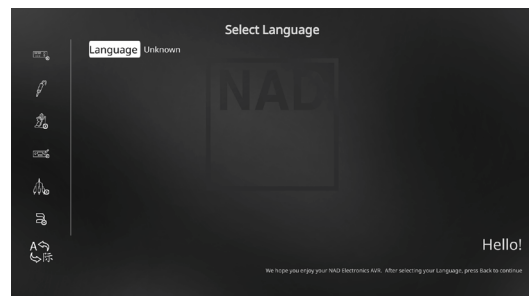 Select Language
Language Unknown
NAD
Hello!
We hope you enjoy your NAD Electronics AVR. After selecting your Language, press Back to continue